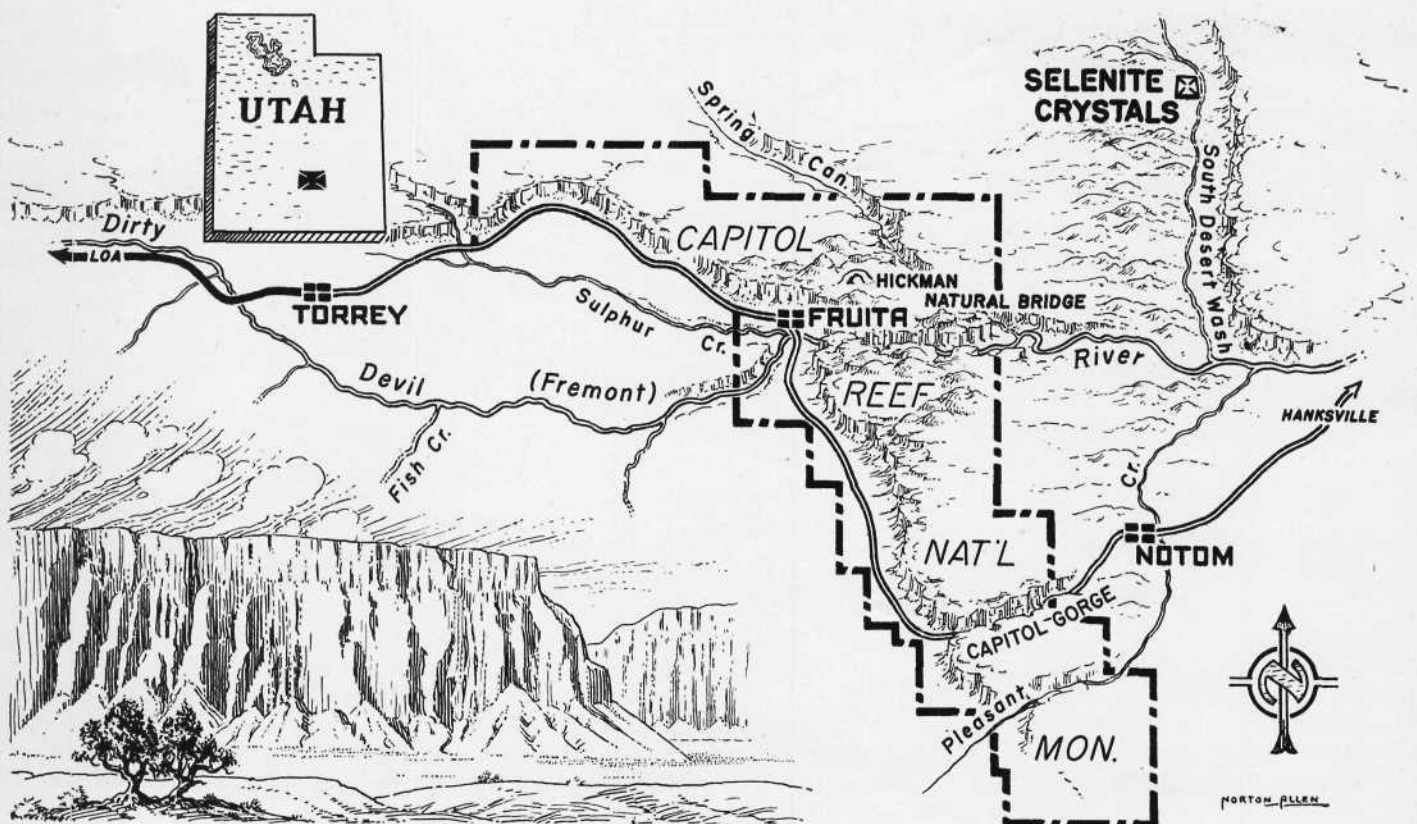 UTAH
SELENITE
CRYSTALS
Spring Can.
South Desert Wash
Dirty
LOA
CAPITOL
HICKMAN
NATURAL BRIDGE
TORREY
FRUITA
Sulphur Cr.
River
Devil
(Fremont)
REEF
HANKSVILLE
Fish Cr.
Cr.
NAT'L
NOTOM
CAPITOL-GORGE
Pleasant
MON.
N
NORTON ALLEN